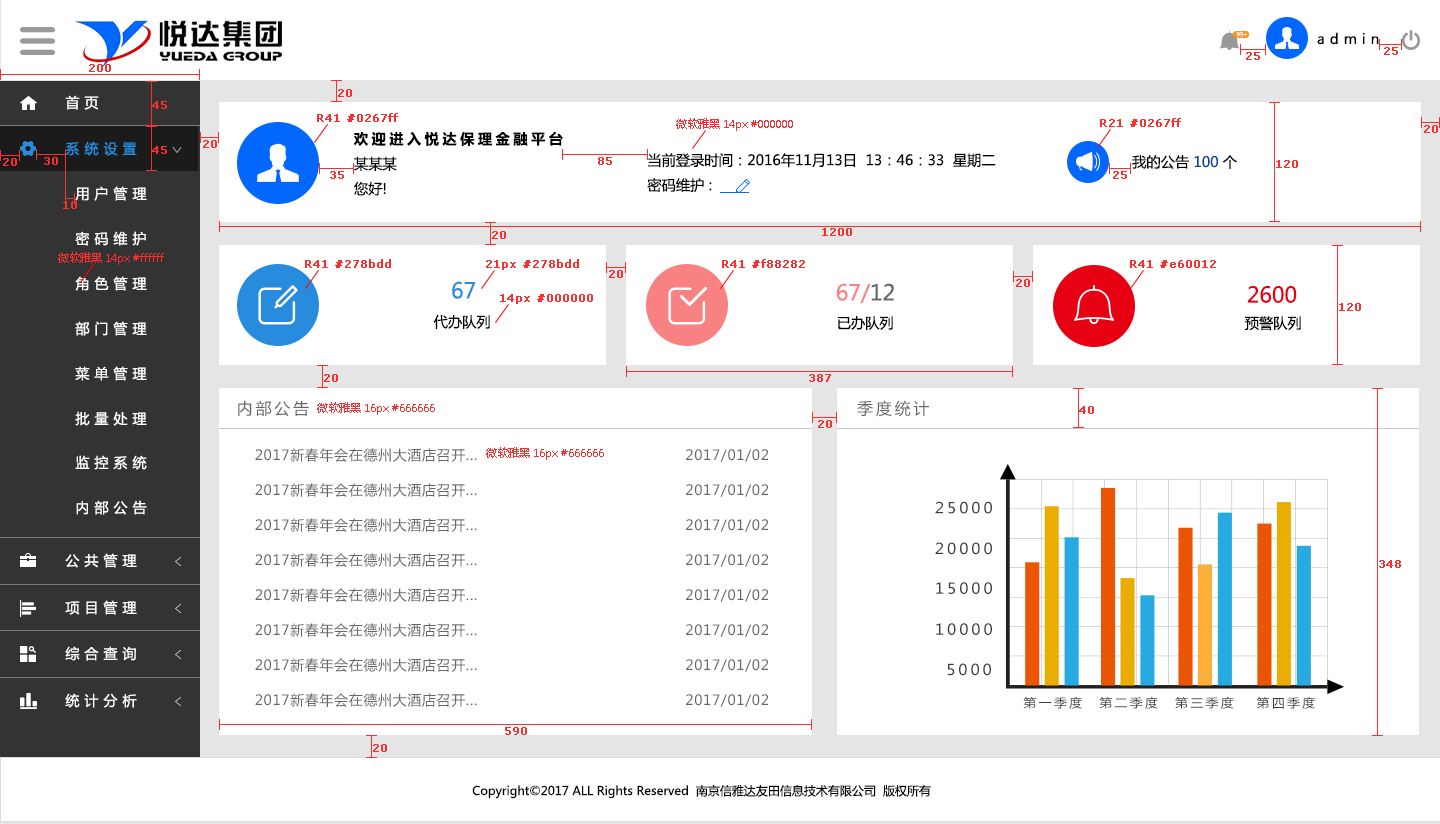 悦达集团
YUEDA GROUP
99+
admin
25
25
200
20
首页
45
系统设置
45
20
30
用户管理
10
密码维护
微软雅黑 14px #ffffff
角色管理
部门管理
菜单管理
批量处理
监控系统
内部公告
公共管理
项目管理
综合查询
统计分析
20
R41 #0267ff
欢迎进入悦达保理金融平台
某某某
您好!
35
85
微软雅黑 14px #000000
当前登录时间：2016年11月13日 13：46：33 星期二
密码维护：
R21 #0267ff
我的公告 100 个
25
120
20
1200
20
R41 #278bdd
67
21px #278bdd
14px #000000
代办队列
20
R41 #f88282
67/12
已办队列
20
R41 #e60012
2600
预警队列
120
20
387
内部公告
微软雅黑 16px #666666
2017新春年会在德州大酒店召开... 2017/01/02
微软雅黑 16px #666666
2017新春年会在德州大酒店召开... 2017/01/02
2017新春年会在德州大酒店召开... 2017/01/02
2017新春年会在德州大酒店召开... 2017/01/02
2017新春年会在德州大酒店召开... 2017/01/02
2017新春年会在德州大酒店召开... 2017/01/02
2017新春年会在德州大酒店召开... 2017/01/02
2017新春年会在德州大酒店召开... 2017/01/02
590
20
20
季度统计
40
25000
20000
15000
10000
5000
第一季度 第二季度 第三季度 第四季度
348
Copyright©2017 ALL Rights Reserved 南京信雅达友田信息技术有限公司 版权所有